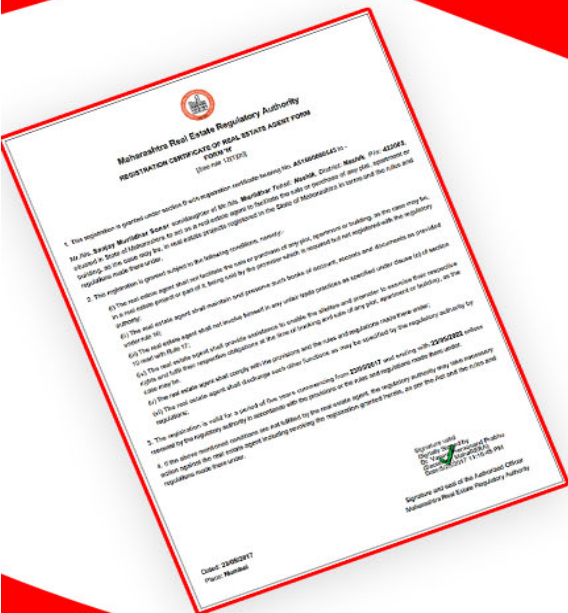 Maharashtra Real Estate Regulatory Authority
REGISTRATION CERTIFICATE OF REAL ESTATE AGENT
FORM 'H'
[See rule 12(1)(b)]
1. This registration is granted under section 9 with registration certificate bearing No. to -
Mr./Ms. Sanjay Murlidhar Sonar son/daughter of Mr./Ms. Murlidhar Tehsil: Nashik, District: Nashik, Pin: 422003,
situated in State of Maharashtra to act as a real estate agent to facilitate the sale or purchase of any plot, apartment or
building, as the case may be, in real estate projects registered in the State of Maharashtra in terms and the rules and
regulations made there under,
2. This registration is granted subject to the following conditions, namely:-
(i) The real estate agent shall not facilitate the sale or purchase of any plot, apartment or building, as the case may be,
in a real estate project or part of it, being sold by the promoter which is required but not registered with the regulatory
authority;
(ii) The real estate agent shall maintain and preserve such books of account, records and documents as provided
under rule 14;
(iii) The real estate agent shall not involve himself in any unfair trade practices as specified under clause (c) of section
10 read with Rule 17;
(iv) The real estate agent shall provide assistance to enable the allottee and promoter to exercise their respective
rights and fulfil their respective obligations at the time of booking and sale of any plot, apartment or building, as the
case may be.
(v) The real estate agent shall comply with the provisions and the rules and regulations made there under;
(vi) The real estate agent shall discharge such other functions as may be specified by the regulatory authority by
regulations;
3. The registration is valid for a period of five years commencing from 23/05/2017 and ending with 23/05/2022 unless
renewed by the regulatory authority in accordance with the provisions or the rules and regulations made there under.
4. If the above mentioned conditions are not fulfilled by the real estate agent, the regulatory authority may take necessary
action against the real estate agent including revoking the registration granted herein, as per the Act and the rules and
regulations made there under.
Signature valid
Digitally Signed by
Prabhu
Signature and seal of the Authorized Officer
Maharashtra Real Estate Regulatory Authority
Dated: 23/05/2017
Place: Mumbai